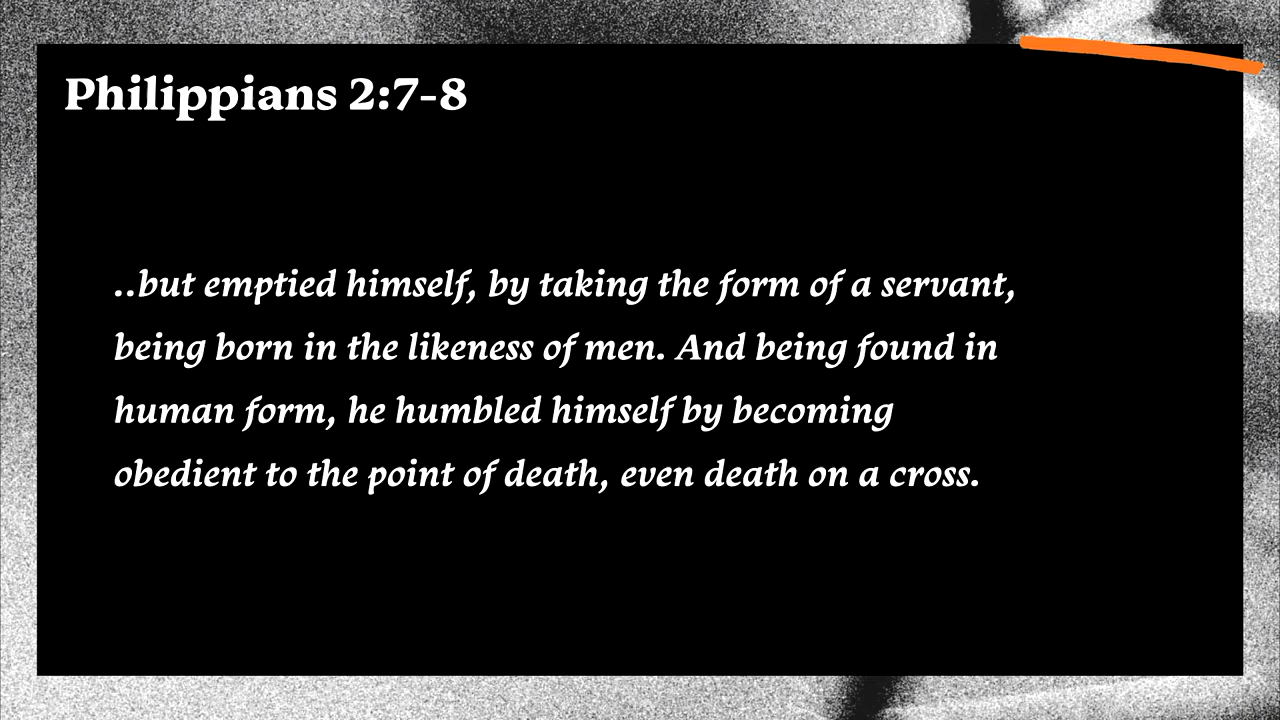 Philippians 2:7-8
..but emptied himself, by taking the form of a servant,
being born in the likeness of men. And being found in
human form, he humbled himself by becoming
obedient to the point of death, even death on a cross.